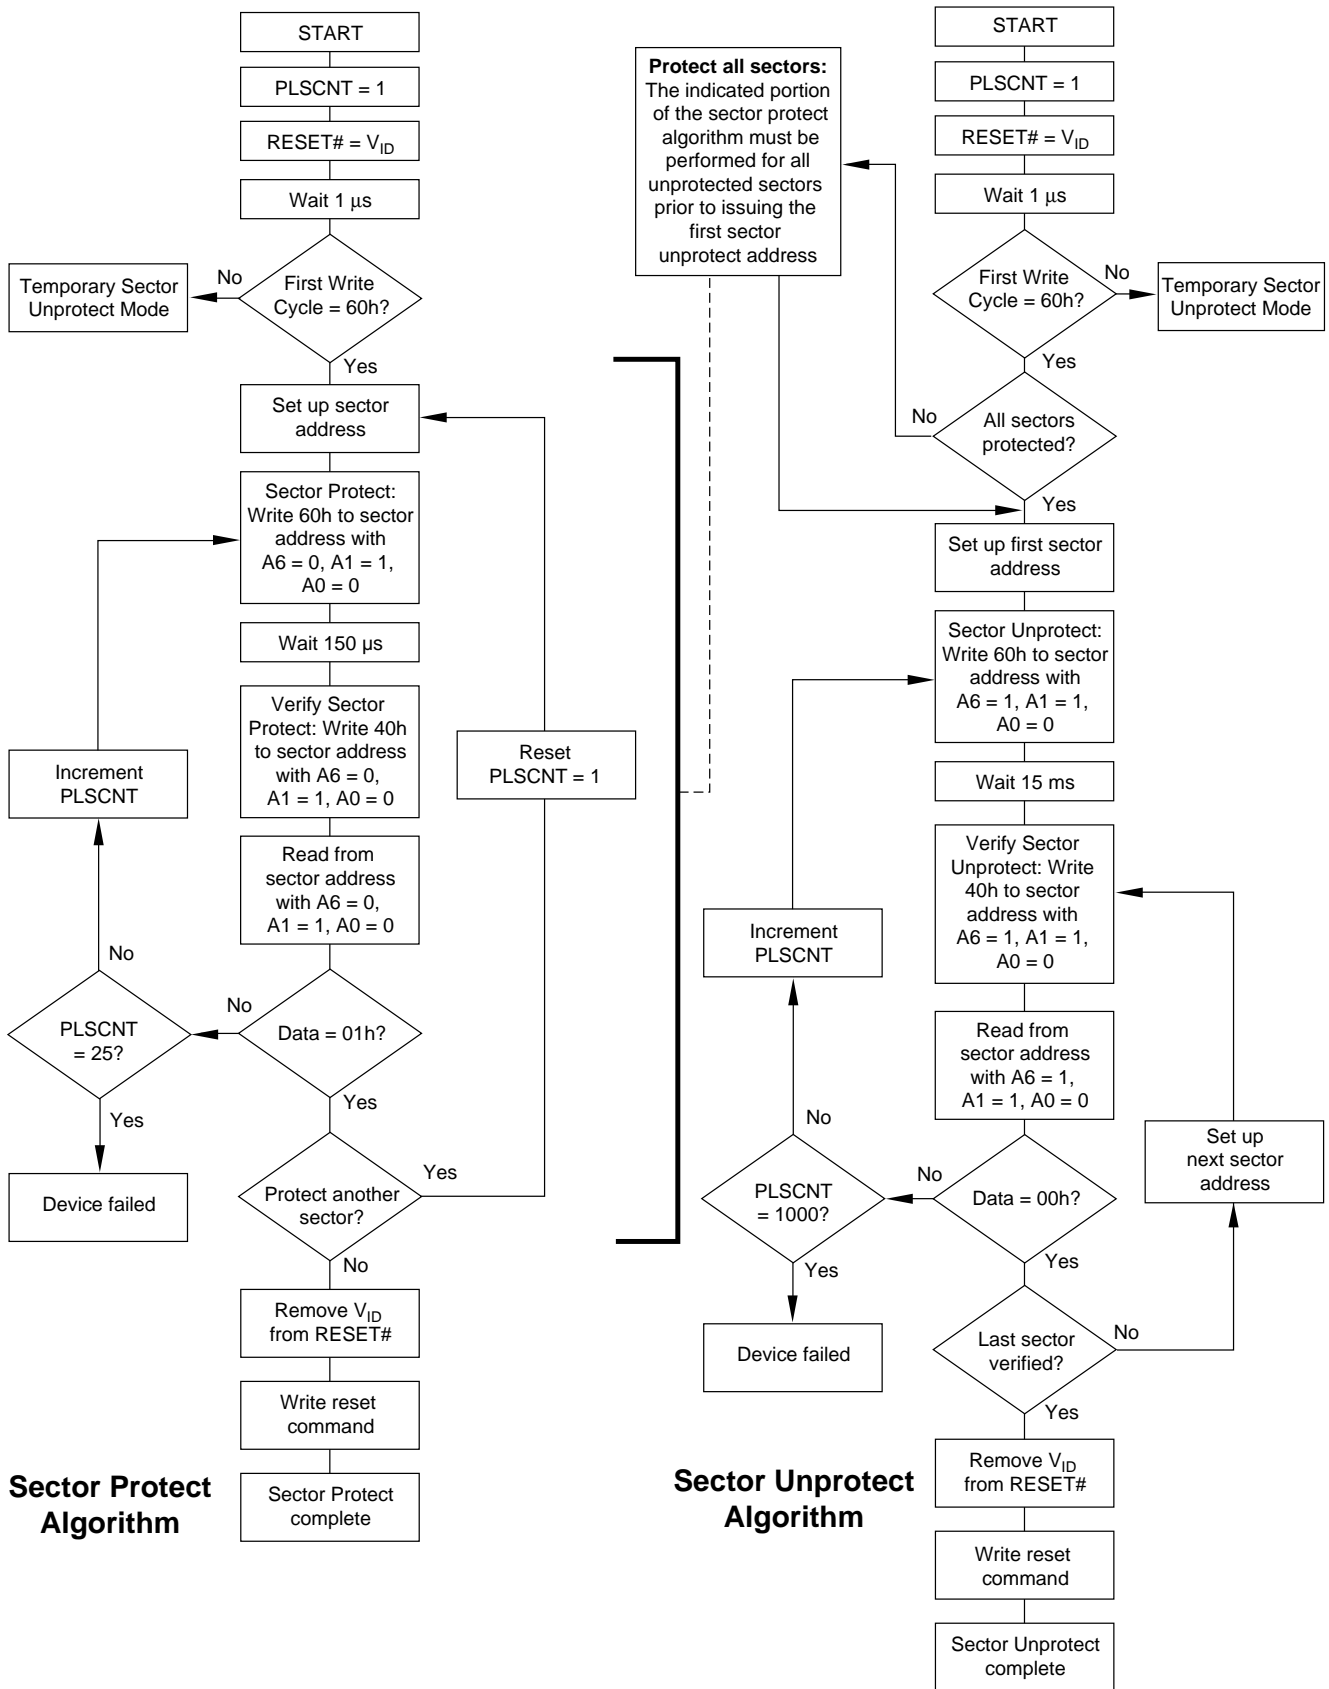 START
PLSCNT = 1
RESET# = VID
Wait 1 μs
First Write
Cycle = 60h?
No
Temporary Sector
Unprotect Mode
Yes
Set up sector
address
Sector Protect:
Write 60h to sector
address with
A6 = 0, A1 = 1,
A0 = 0
Wait 150 µs
Verify Sector
Protect: Write 40h
to sector address
with A6 = 0,
A1 = 1, A0 = 0
Increment
PLSCNT
Reset
PLSCNT = 1
Read from
sector address
with A6 = 0,
A1 = 1, A0 = 0
No
No
PLSCNT
= 25?
Data = 01h?
Yes
Yes
Device failed
Protect another
sector?
Yes
No
Remove VID
from RESET#
Write reset
command
Sector Protect
complete
Sector Protect
Algorithm
Protect all sectors:
The indicated portion
of the sector protect
algorithm must be
performed for all
unprotected sectors
prior to issuing the
first sector
unprotect address
START
PLSCNT = 1
RESET# = VID
Wait 1 μs
First Write
Cycle = 60h?
No
Temporary Sector
Unprotect Mode
Yes
No
All sectors
protected?
Yes
Set up first sector
address
Sector Unprotect:
Write 60h to sector
address with
A6 = 1, A1 = 1,
A0 = 0
Wait 15 ms
Verify Sector
Unprotect: Write
40h to sector
address with
A6 = 1, A1 = 1,
A0 = 0
Increment
PLSCNT
Read from
sector address
with A6 = 1,
A1 = 1, A0 = 0
No
Set up
next sector
address
No
PLSCNT
= 1000?
Data = 00h?
Yes
Yes
Device failed
Last sector
verified?
No
Yes
Remove VID
from RESET#
Write reset
command
Sector Unprotect
complete
Sector Unprotect
Algorithm